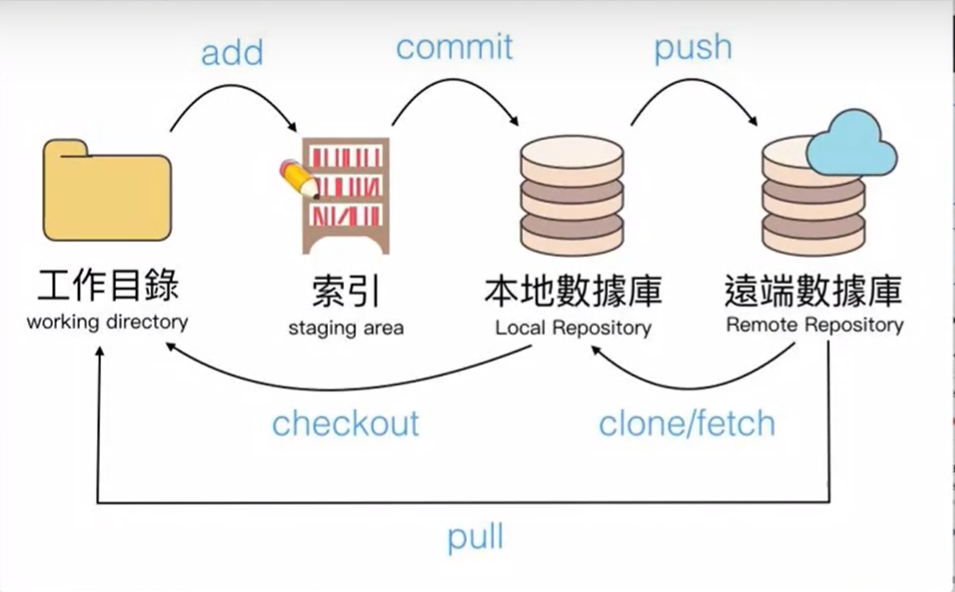 add
commit
push
工作目錄
working directory
索引
staging area
本地數據庫
Local Repository
遠端數據庫
Remote Repository
checkout
clone/fetch
pull